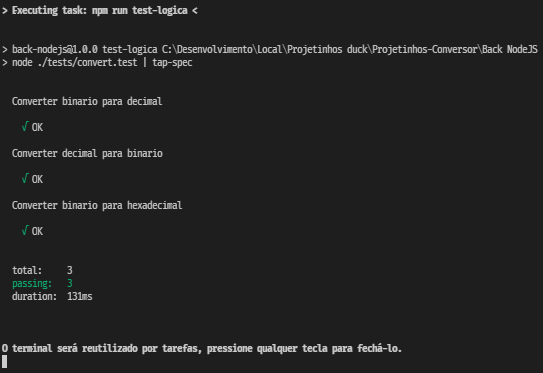 > Executing task: npm run test-logica <
> back-nodejs@1.0.0 test-logica C:\Desenvolvimento\Local\Projetinhos duck\Projetinhos-Conversor\Back NodeJS
> node ./tests/convert.test | tap-spec
Converter binario para decimal
√ OK
Converter decimal para binario
√ OK
Converter binario para hexadecimal
√ OK
total: 3
passing: 3
duration: 131ms
O terminal será reutilizado por tarefas, pressione qualquer tecla para fechá-lo.